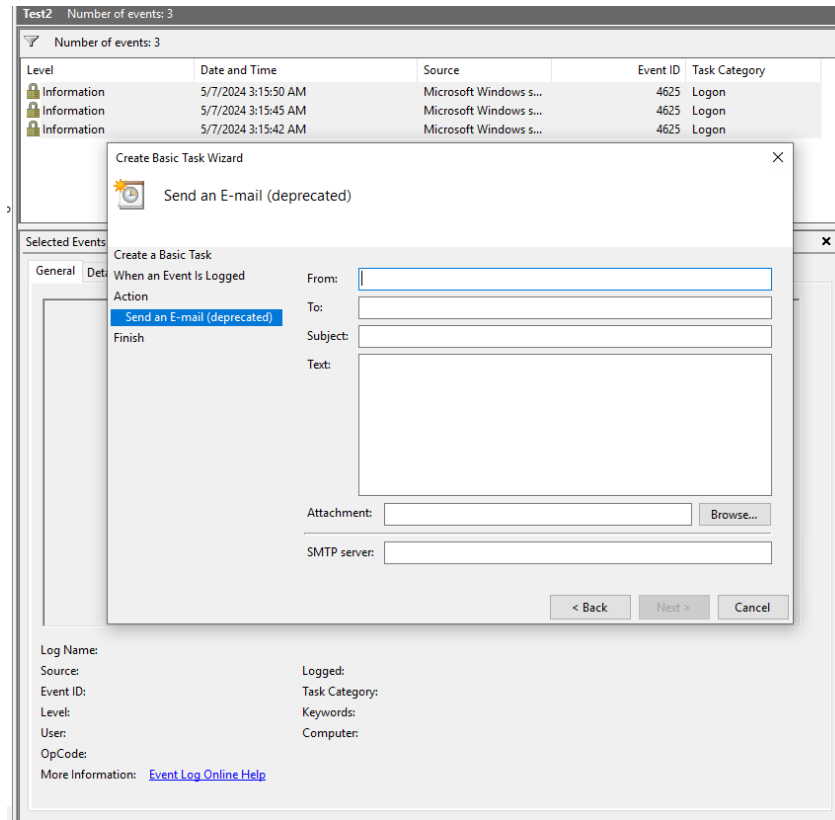 Test2 Number of events: 3
Number of events: 3
Level Date and Time Source Event ID Task Category
Information 5/7/2024 3:15:50 AM Microsoft Windows s... 4625 Logon
Information 5/7/2024 3:15:45 AM Microsoft Windows s... 4625 Logon
Information 5/7/2024 3:15:42 AM Microsoft Windows s... 4625 Logon
Create Basic Task Wizard
Send an E-mail (deprecated)
Selected Events
General Deta
Create a Basic Task
When an Event Is Logged
Action
Send an E-mail (deprecated)
Finish
From:
To:
Subject:
Text:
Attachment: Browse...
SMTP server:
< Back Next > Cancel
Log Name:
Source: Logged:
Event ID: Task Category:
Level: Keywords:
User: Computer:
OpCode:
More Information: Event Log Online Help